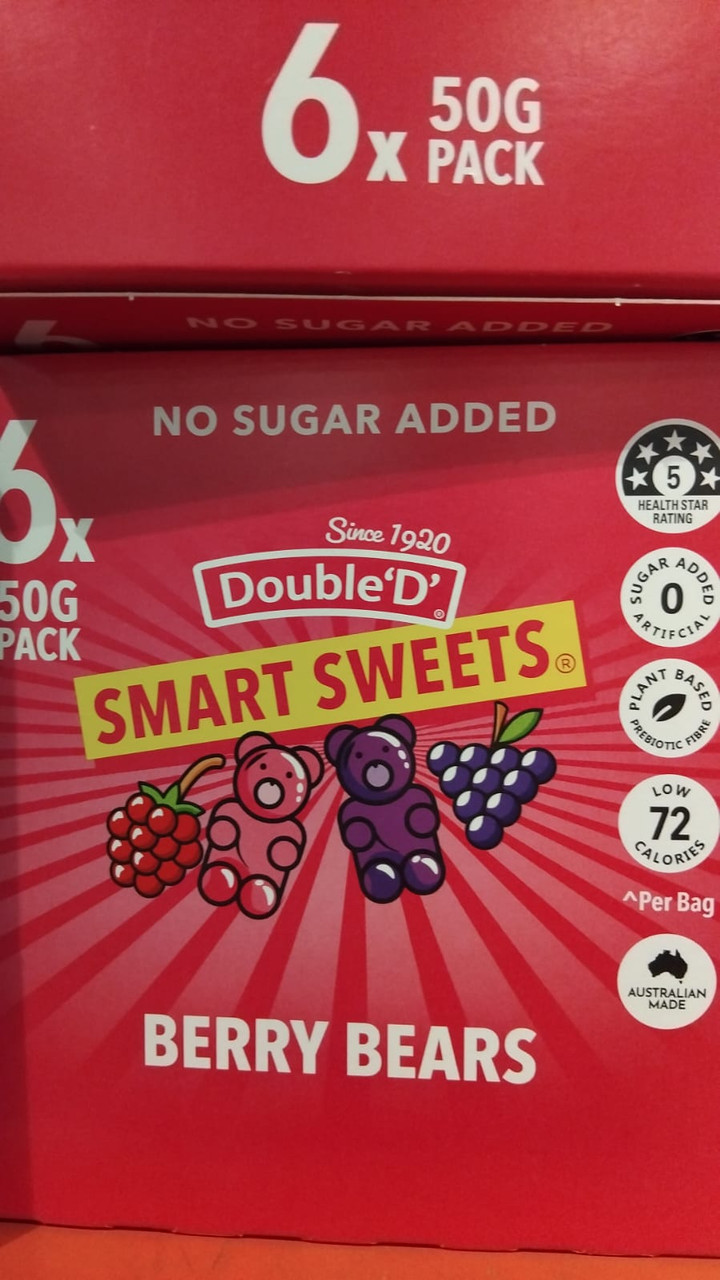 6x 50G
PACK
NO SUGAR ADDED
NO SUGAR ADDED
6x
50G
PACK
Since 1920
Double'D'®
SMART SWEETS®
BERRY BEARS
5
HEALTH STAR
RATING
SUGAR ADDED
0
ARTIFCIAL
PLANT BASED
PREBIOTIC FIBRE
LOW
72
CALORIES
^Per Bag
AUSTRALIAN
MADE